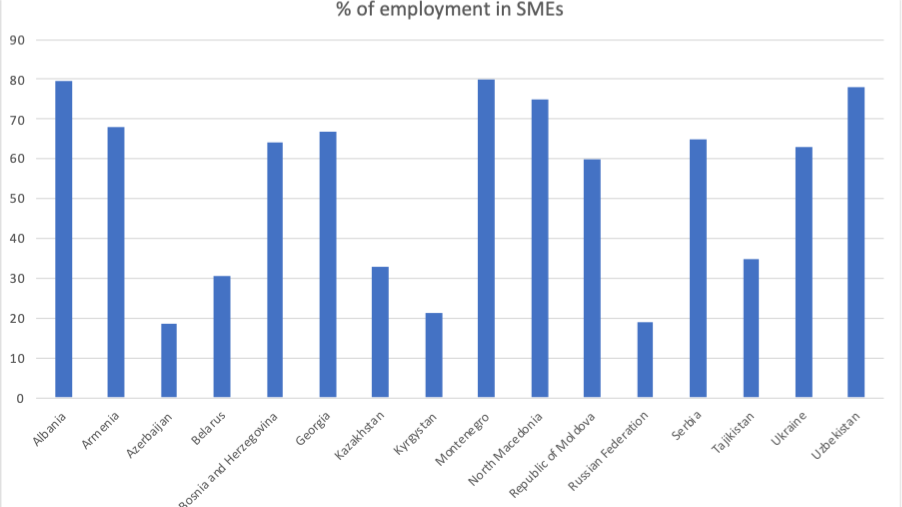 % of employment in SMEs
90
80
70
60
50
40
30
20
10
0
Albania
Armenia
Azerbaijan
Belarus
Bosnia and Herzegovina
Georgia
Kazakhstan
Kyrgystan
Montenegro
North Macedonia
Republic of Moldova
Russian Federation
Serbia
Tajikistan
Ukraine
Uzbekistan